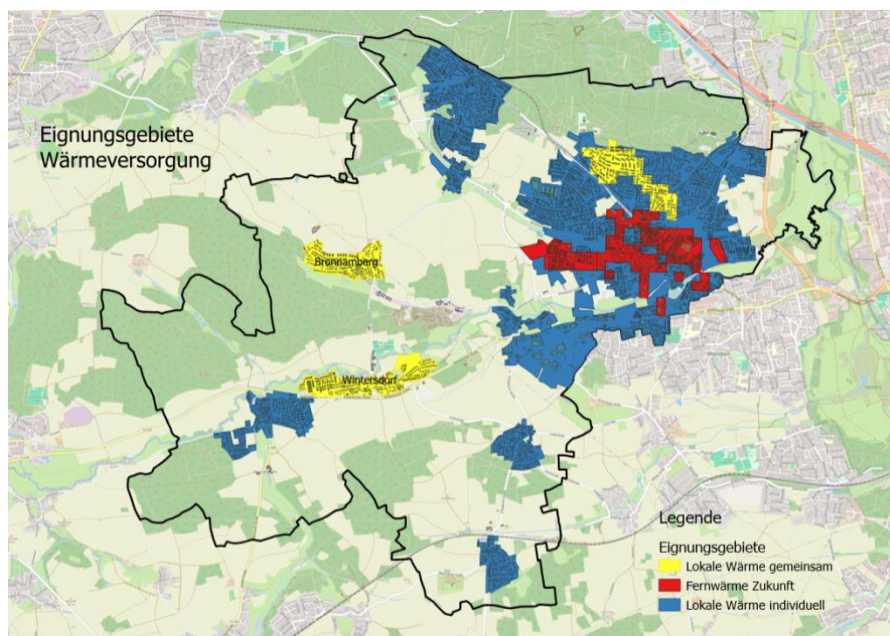 Eignungsgebiete
Wärmeversorgung
Bronnamberg
Wintersdorf
Legende
Eignungsgebiete
Lokale Wärme gemeinsam
Fernwärme Zukunft
Lokale Wärme individuell